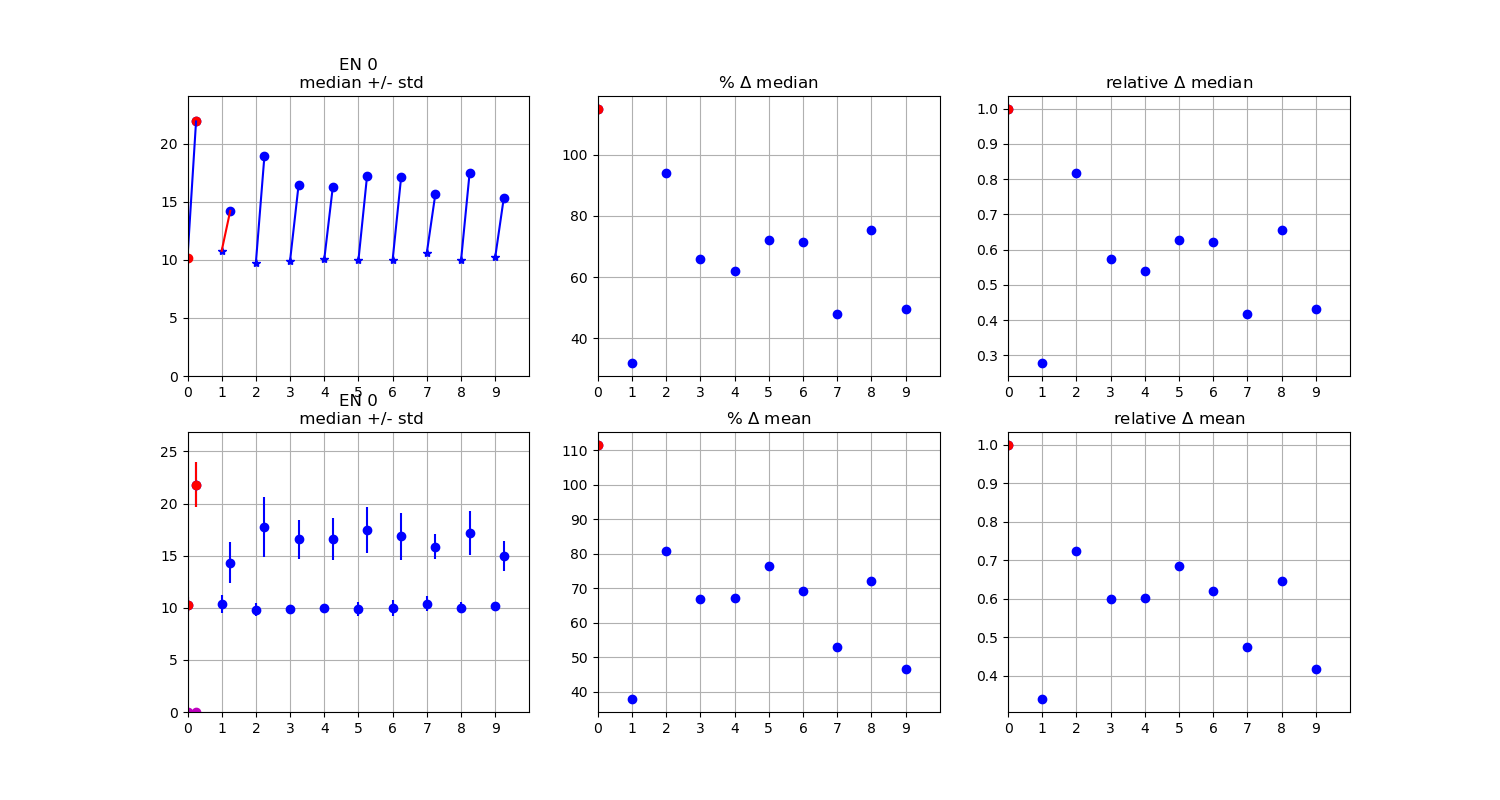 EN 0
median +/- std
20
15
10
5
0
0 1 2 3 4 5 6 7 8 9
% Δ median
100
80
60
40
0 1 2 3 4 5 6 7 8 9
relative Δ median
1.0
0.9
0.8
0.7
0.6
0.5
0.4
0.3
0 1 2 3 4 5 6 7 8 9
EN 0
median +/- std
25
20
15
10
5
0
0 1 2 3 4 5 6 7 8 9
% Δ mean
110
100
90
80
70
60
50
40
0 1 2 3 4 5 6 7 8 9
relative Δ mean
1.0
0.9
0.8
0.7
0.6
0.5
0.4
0 1 2 3 4 5 6 7 8 9